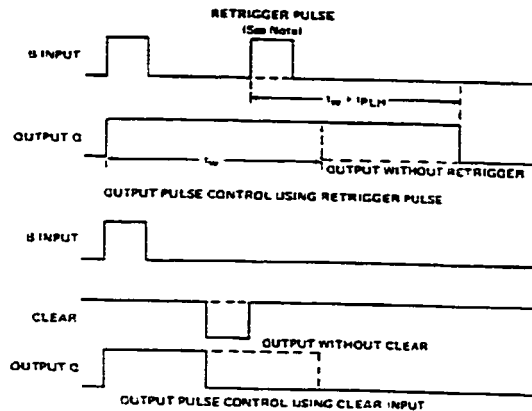 RETRIGGER PULSE
(See Note)
B INPUT
tw + tPLH
OUTPUT Q
tw
OUTPUT WITHOUT RETRIGGER
OUTPUT PULSE CONTROL USING RETRIGGER PULSE
B INPUT
CLEAR
OUTPUT WITHOUT CLEAR
OUTPUT Q
OUTPUT PULSE CONTROL USING CLEAR INPUT